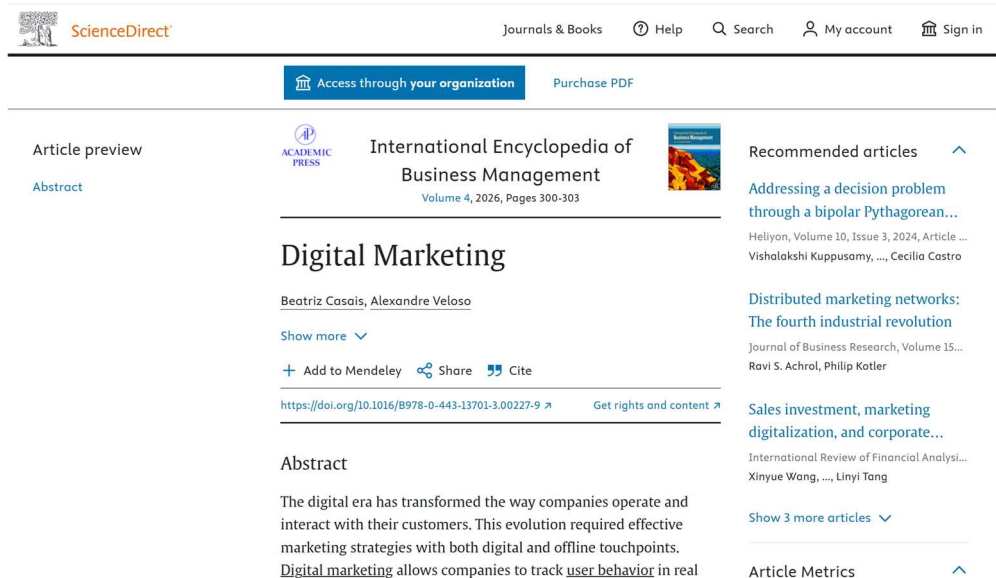 ScienceDirect®
Journals & Books
Help
Search
My account
Sign in
Access through your organization
Purchase PDF
Article preview
Abstract
ACADEMIC
PRESS
International Encyclopedia of
Business Management
Volume 4, 2026, Pages 300-303
Digital Marketing
Beatriz Casais, Alexandre Veloso
Show more
Add to Mendeley
Share
Cite
https://doi.org/10.1016/B978-0-443-13701-3.00227-9
Get rights and content
Abstract
The digital era has transformed the way companies operate and
interact with their customers. This evolution required effective
marketing strategies with both digital and offline touchpoints.
Digital marketing allows companies to track user behavior in real
Recommended articles
Addressing a decision problem
through a bipolar Pythagorean…
Heliyon, Volume 10, Issue 3, 2024, Article …
Vishalakshi Kuppusamy, …, Cecilia Castro
Distributed marketing networks:
The fourth industrial revolution
Journal of Business Research, Volume 15…
Ravi S. Achrol, Philip Kotler
Sales investment, marketing
digitalization, and corporate…
International Review of Financial Analysi…
Xinyue Wang, …, Linyi Tang
Show 3 more articles
Article Metrics